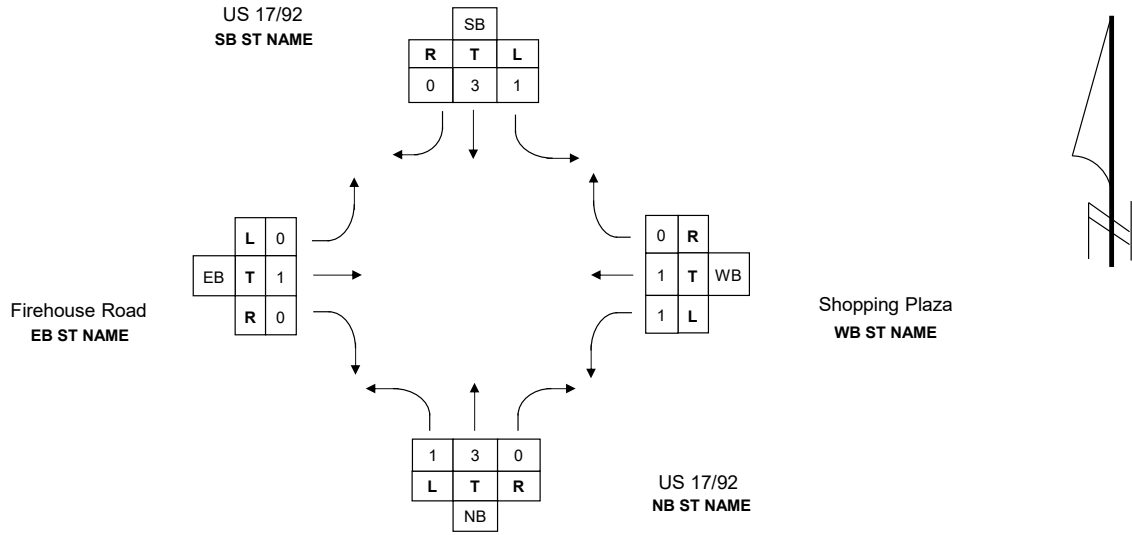 US 17/92
SB ST NAME
SB
R T L
0 3 1
L 0
EB T 1
R 0
Firehouse Road
EB ST NAME
0 R
1 T WB
1 L
Shopping Plaza
WB ST NAME
1 3 0
L T R
NB
US 17/92
NB ST NAME
N